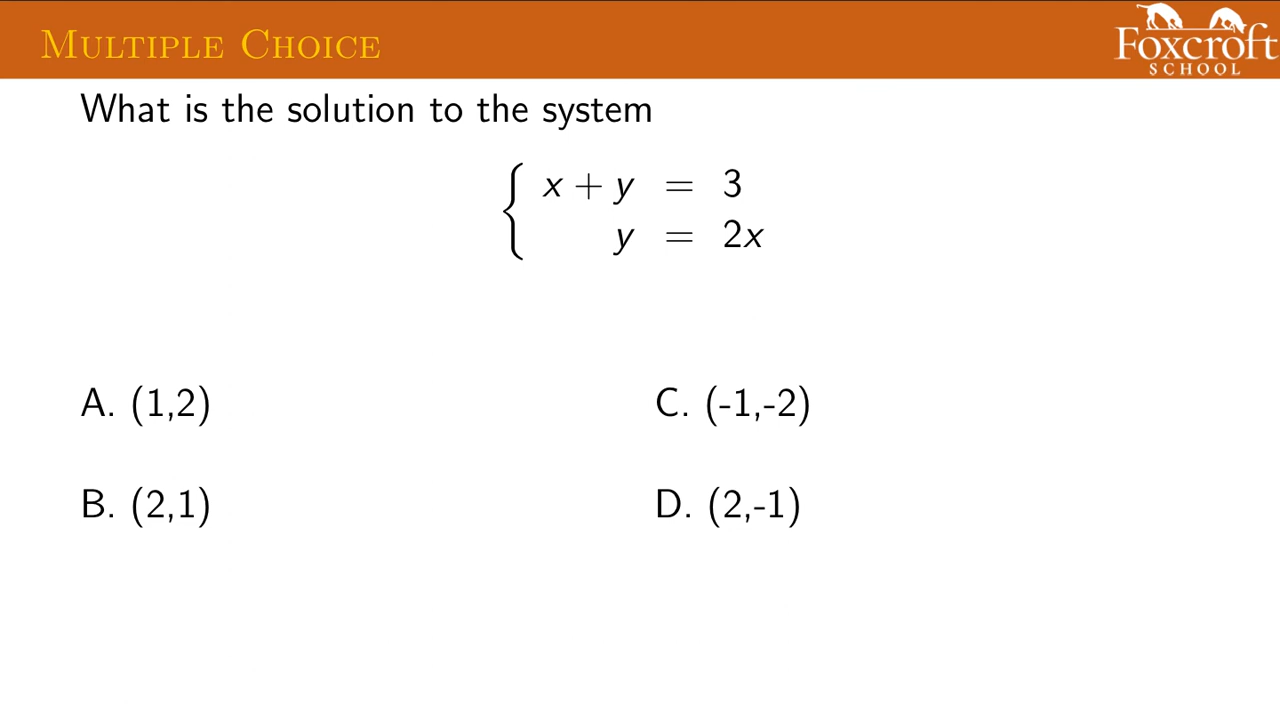 Multiple Choice
Foxcroft
SCHOOL
What is the solution to the system
x + y = 3
y = 2x
A. (1,2)
C. (-1,-2)
B. (2,1)
D. (2,-1)